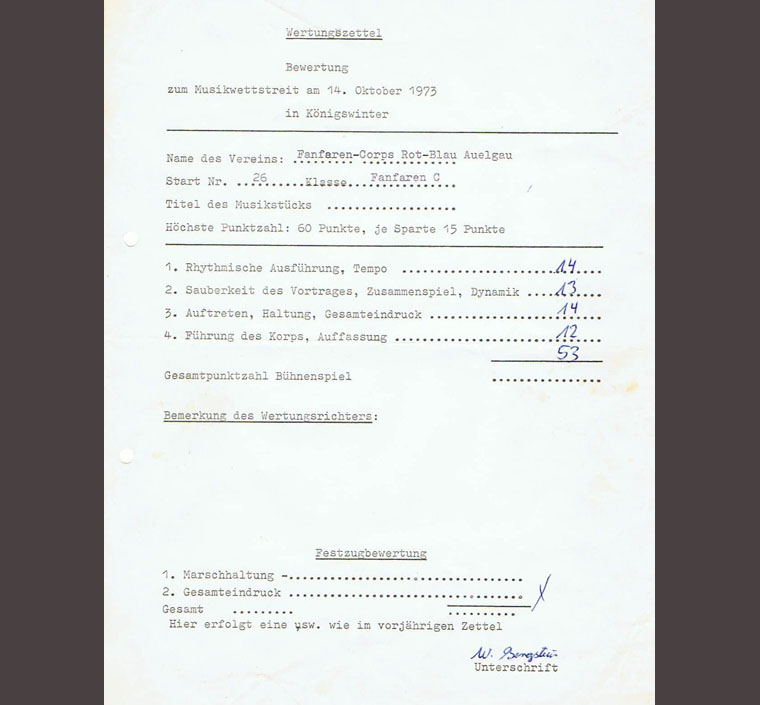 Wertungszettel
Bewertung
zum Musikwettstreit am 14. Oktober 1973
in Königswinter
Name des Vereins: Fanfaren-Corps Rot-Blau Auelgau
Start Nr. ...26......Klasse...Fanfaren C
Titel des Musikstücks ...................
Höchste Punktzahl: 60 Punkte, je Sparte 15 Punkte
1. Rhythmische Ausführung, Tempo ....................... 14
2. Sauberkeit des Vortrages, Zusammenspiel, Dynamik .... 13
3. Auftreten, Haltung, Gesamteindruck .................. 14
4. Führung des Korps, Auffassung ....................... 12
53
Gesamtpunktzahl Bühnenspiel ................
Bemerkung des Wertungsrichters:
Festzugbewertung
1. Marschhaltung -...................................
2. Gesamteindruck ...................................
Gesamt ......... ..........
Hier erfolgt eine usw. wie im vorjährigen Zettel
W.
Unterschrift